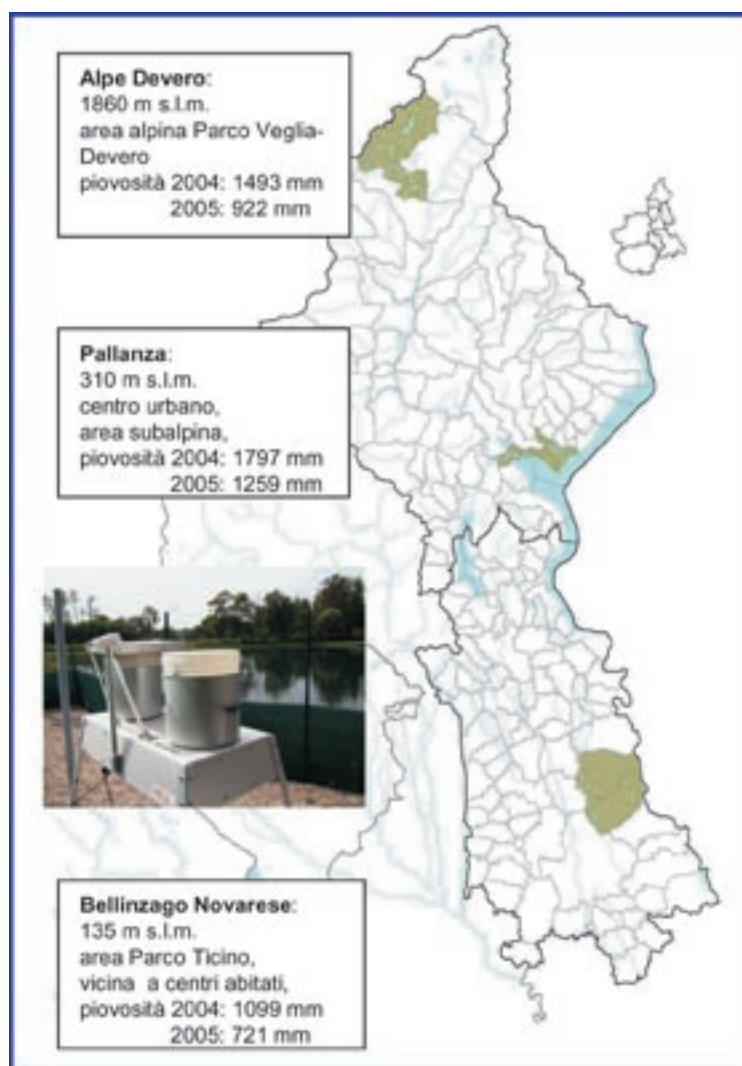 Alpe Devero:
1860 m s.l.m.
area alpina Parco Veglia-
Devero
piovosità 2004: 1493 mm
2005: 922 mm
Pallanza:
310 m s.l.m.
centro urbano,
area subalpina,
piovosità 2004: 1797 mm
2005: 1259 mm
Bellinzago Novarese:
135 m s.l.m.
area Parco Ticino,
vicina a centri abitati,
piovosità 2004: 1099 mm
2005: 721 mm